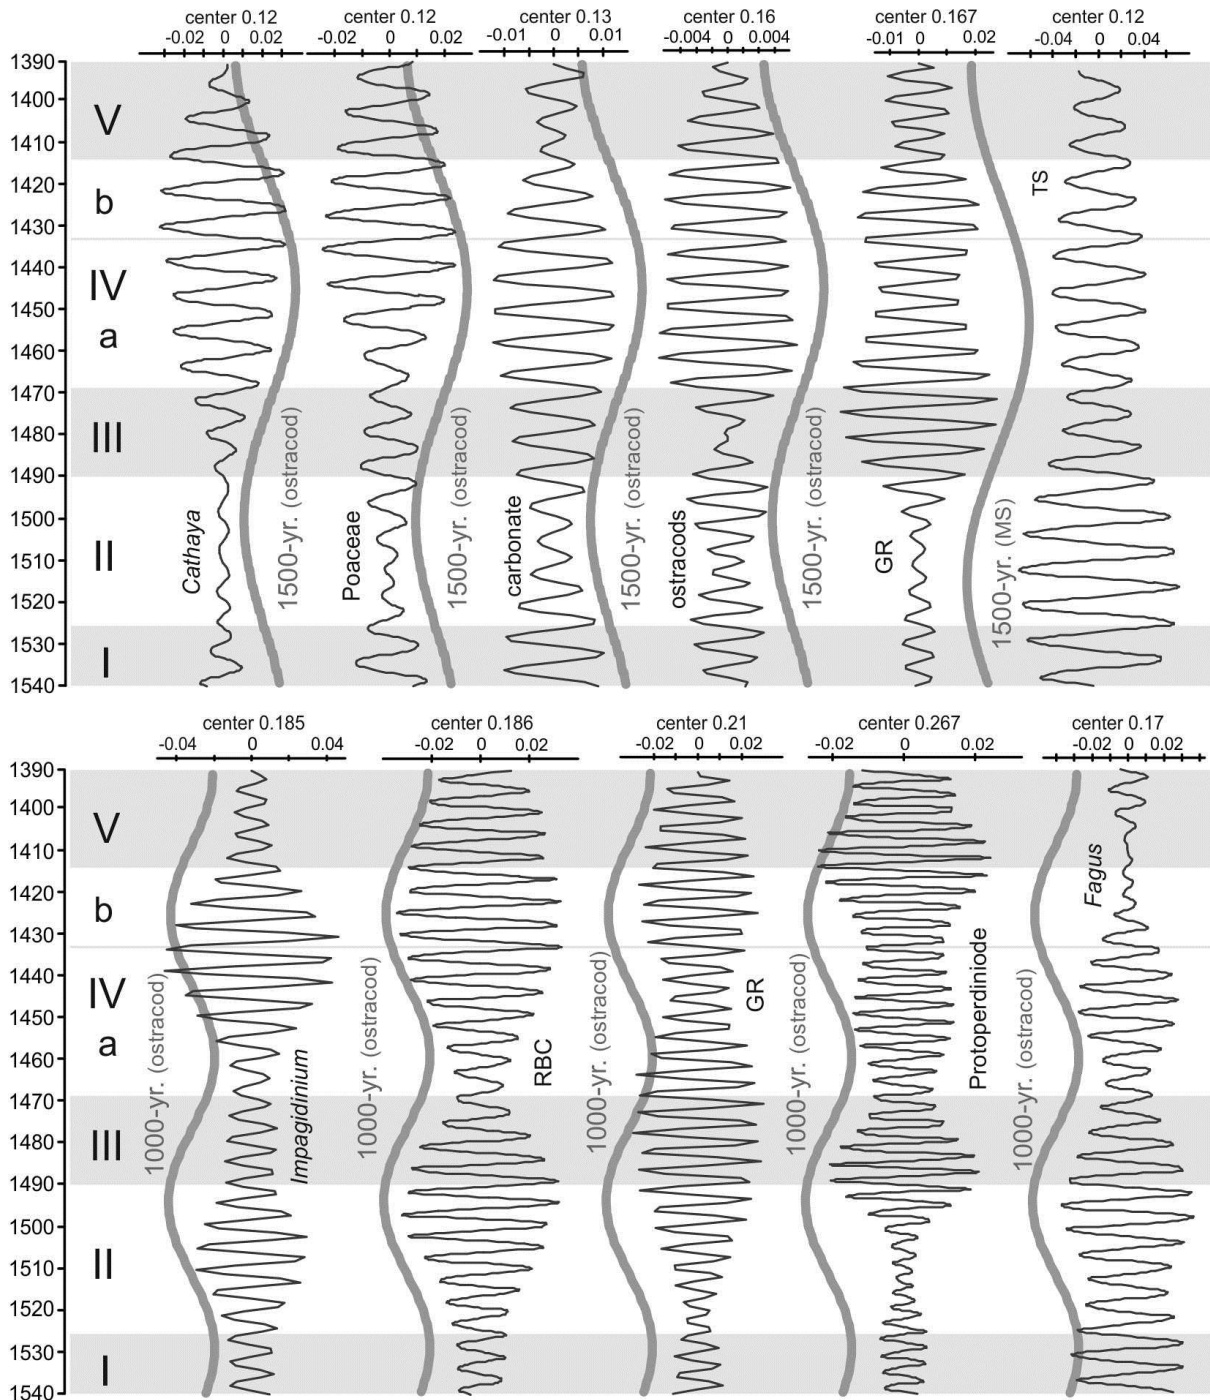 center 0.12 center 0.12 center 0.13 center 0.16 center 0.167 center 0.12
-0.02 0 0.02 -0.02 0 0.02 -0.01 0 0.01 -0.004 0 0.004 -0.01 0 0.02 -0.04 0 0.04
1390
1400
V
1410
TS
1420
b
1430
1440
IV
1450
a
1460
1470
III
1480
1490
1500
II
1510
1520
1530
I
1540
Cathaya
1500-yr. (ostracod)
Poaceae
1500-yr. (ostracod)
carbonate
1500-yr. (ostracod)
ostracods
1500-yr. (ostracod)
GR
1500-yr. (MS)
center 0.185 center 0.186 center 0.21 center 0.267 center 0.17
-0.04 0 0.04 -0.02 0 0.02 -0.02 0 0.02 -0.02 0 0.02 -0.02 0 0.02
1390
1400
V
1410
1420
b
1430
1440
IV
1450
a
1460
1470
III
1480
1490
1500
II
1510
1520
1530
I
1540
1000-yr. (ostracod)
Impagidinium
1000-yr. (ostracod)
RBC
1000-yr. (ostracod)
GR
1000-yr. (ostracod)
Protoperdiniode
1000-yr. (ostracod)
Fagus